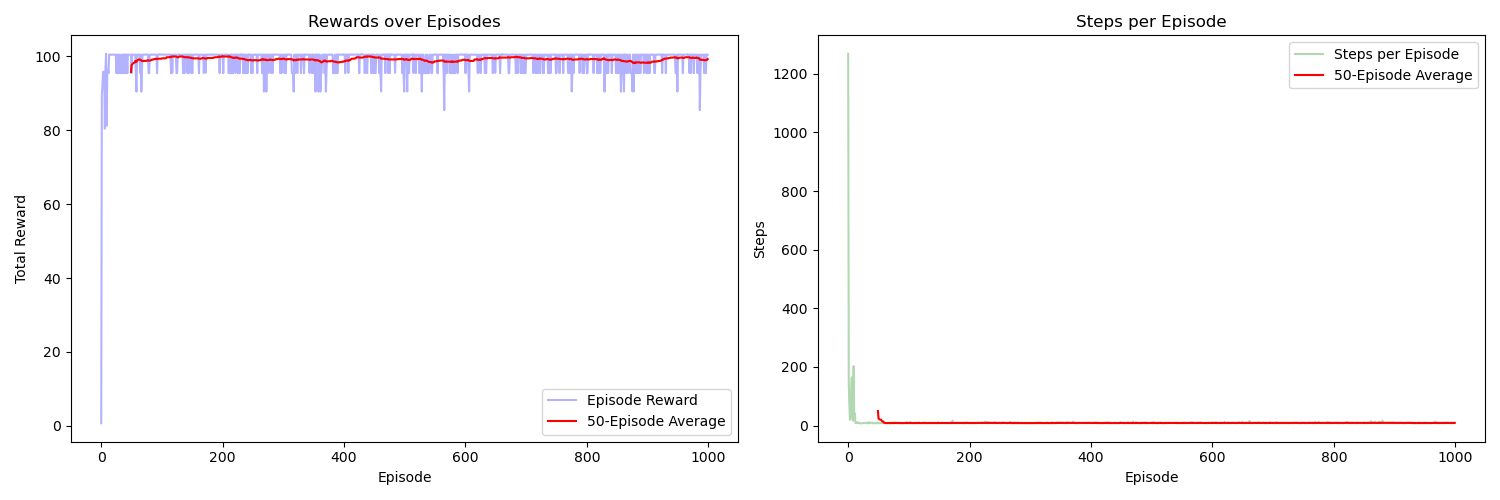 Rewards over Episodes
Total Reward
100
80
60
40
20
0
Episode Reward
50-Episode Average
0 200 400 600 800 1000
Episode
Steps per Episode
Steps
1200
1000
800
600
400
200
0
Steps per Episode
50-Episode Average
0 200 400 600 800 1000
Episode